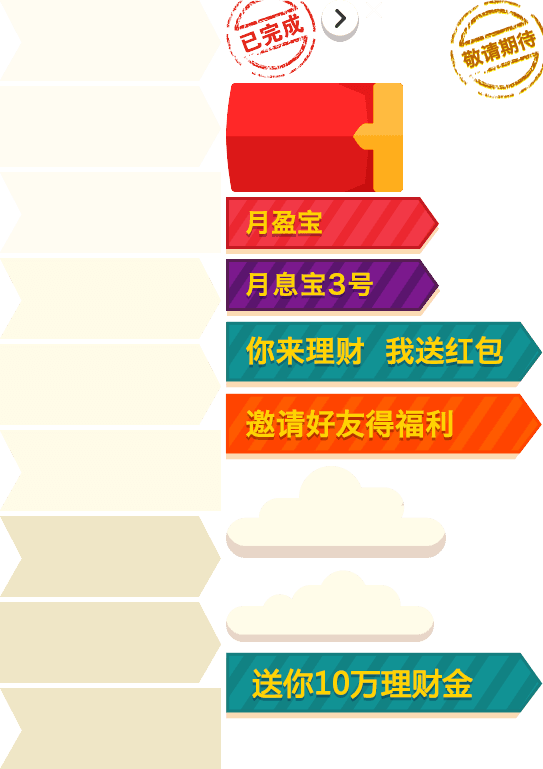 已完成
敬请期待
月盈宝
月息宝3号
你来理财 我送红包
邀请好友得福利
送你10万理财金